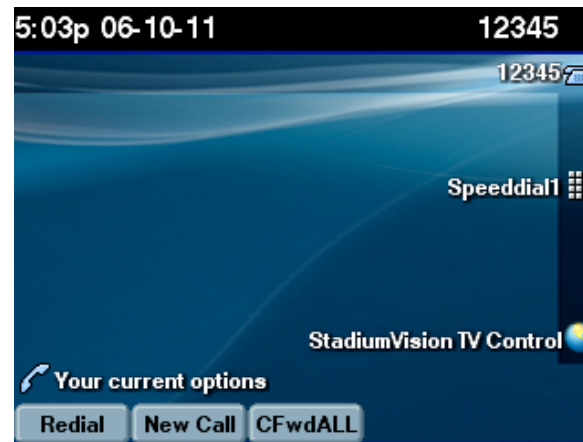 5:03p 06-10-11 12345
12345
Speeddial1
StadiumVision TV Control
Your current options
Redial New Call CFwdALL